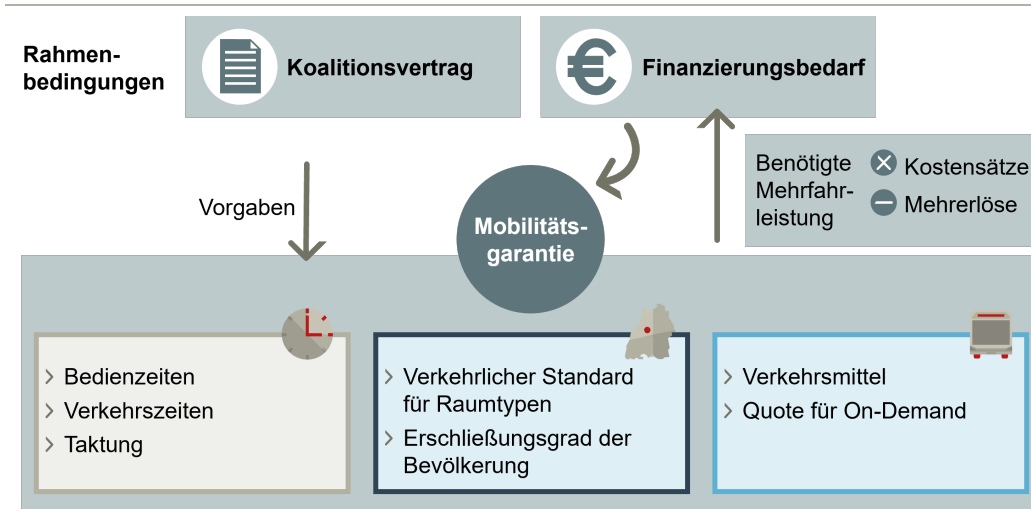 Rahmen-
bedingungen
Koalitionsvertrag
Finanzierungsbedarf
Vorgaben
Mobilitäts-
garantie
Benötigte
Mehrfahr-
leistung
Kostensätze
Mehrerlöse
Bedienzeiten
Verkehrszeiten
Taktung
Verkehrlicher Standard
für Raumtypen
Erschließungsgrad der
Bevölkerung
Verkehrsmittel
Quote für On-Demand